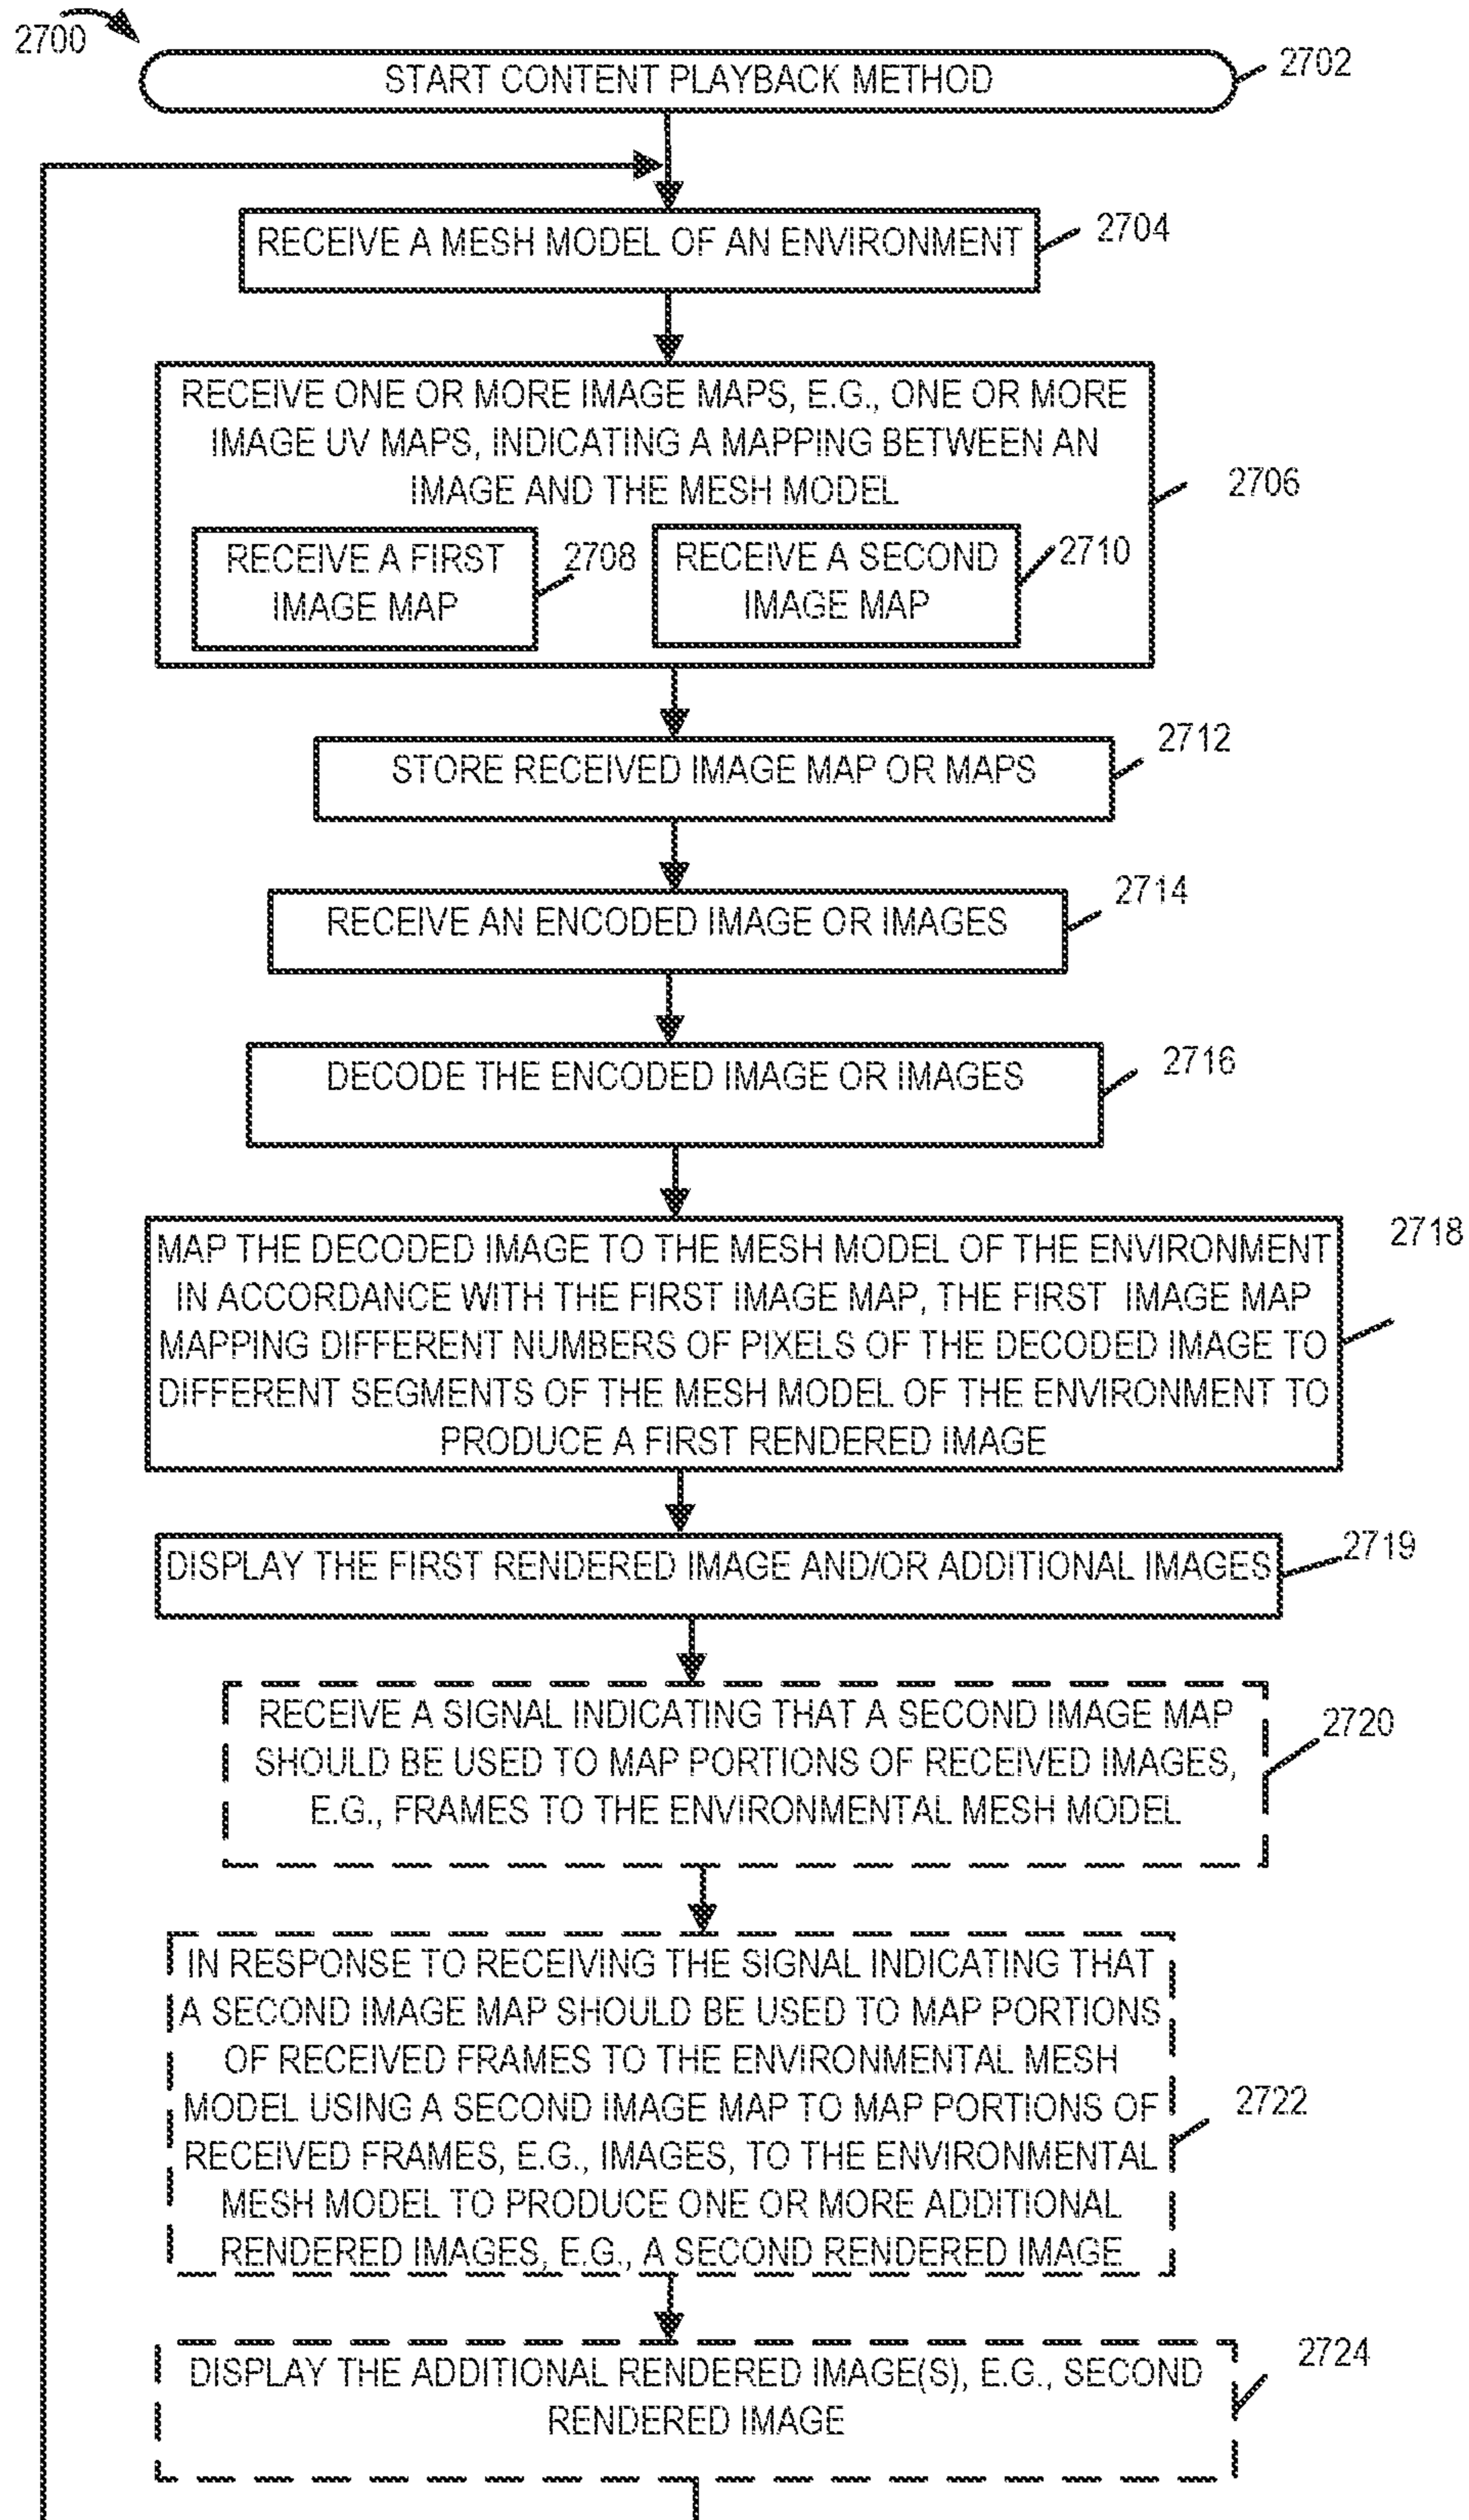 2700
START CONTENT PLAYBACK METHOD
2702
RECEIVE A MESH MODEL OF AN ENVIRONMENT
2704
RECEIVE ONE OR MORE IMAGE MAPS, E.G., ONE OR MORE
IMAGE UV MAPS, INDICATING A MAPPING BETWEEN AN
IMAGE AND THE MESH MODEL
2706
RECEIVE A FIRST
IMAGE MAP
2708
RECEIVE A SECOND
IMAGE MAP
2710
STORE RECEIVED IMAGE MAP OR MAPS
2712
RECEIVE AN ENCODED IMAGE OR IMAGES
2714
DECODE THE ENCODED IMAGE OR IMAGES
2716
MAP THE DECODED IMAGE TO THE MESH MODEL OF THE ENVIRONMENT
IN ACCORDANCE WITH THE FIRST IMAGE MAP, THE FIRST IMAGE MAP
MAPPING DIFFERENT NUMBERS OF PIXELS OF THE DECODED IMAGE TO
DIFFERENT SEGMENTS OF THE MESH MODEL OF THE ENVIRONMENT TO
PRODUCE A FIRST RENDERED IMAGE
2718
DISPLAY THE FIRST RENDERED IMAGE AND/OR ADDITIONAL IMAGES
2719
RECEIVE A SIGNAL INDICATING THAT A SECOND IMAGE MAP
SHOULD BE USED TO MAP PORTIONS OF RECEIVED IMAGES,
E.G., FRAMES TO THE ENVIRONMENTAL MESH MODEL
2720
IN RESPONSE TO RECEIVING THE SIGNAL INDICATING THAT
A SECOND IMAGE MAP SHOULD BE USED TO MAP PORTIONS
OF RECEIVED FRAMES TO THE ENVIRONMENTAL MESH
MODEL USING A SECOND IMAGE MAP TO MAP PORTIONS OF
RECEIVED FRAMES, E.G., IMAGES, TO THE ENVIRONMENTAL
MESH MODEL TO PRODUCE ONE OR MORE ADDITIONAL
RENDERED IMAGES, E.G., A SECOND RENDERED IMAGE
2722
DISPLAY THE ADDITIONAL RENDERED IMAGE(S), E.G., SECOND
RENDERED IMAGE
2724